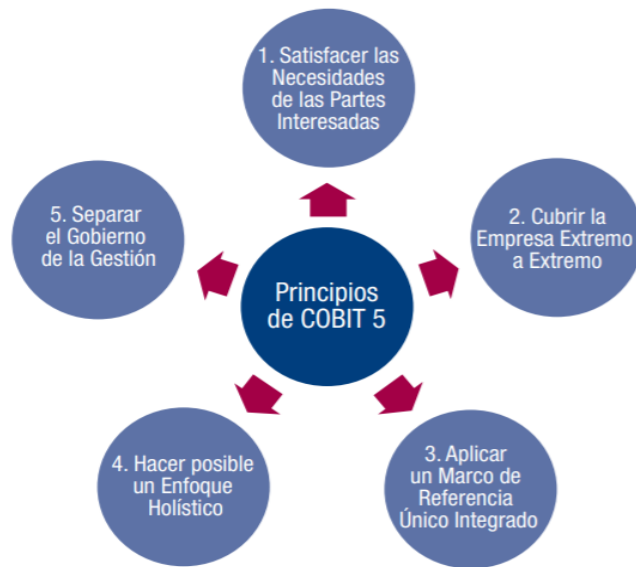 1. Satisfacer las
Necesidades
de las Partes
Interesadas
5. Separar
el Gobierno
de la Gestión
2. Cubrir la
Empresa Extremo
a Extremo
Principios
de COBIT 5
4. Hacer posible
un Enfoque
Holístico
3. Aplicar
un Marco de
Referencia
Único Integrado